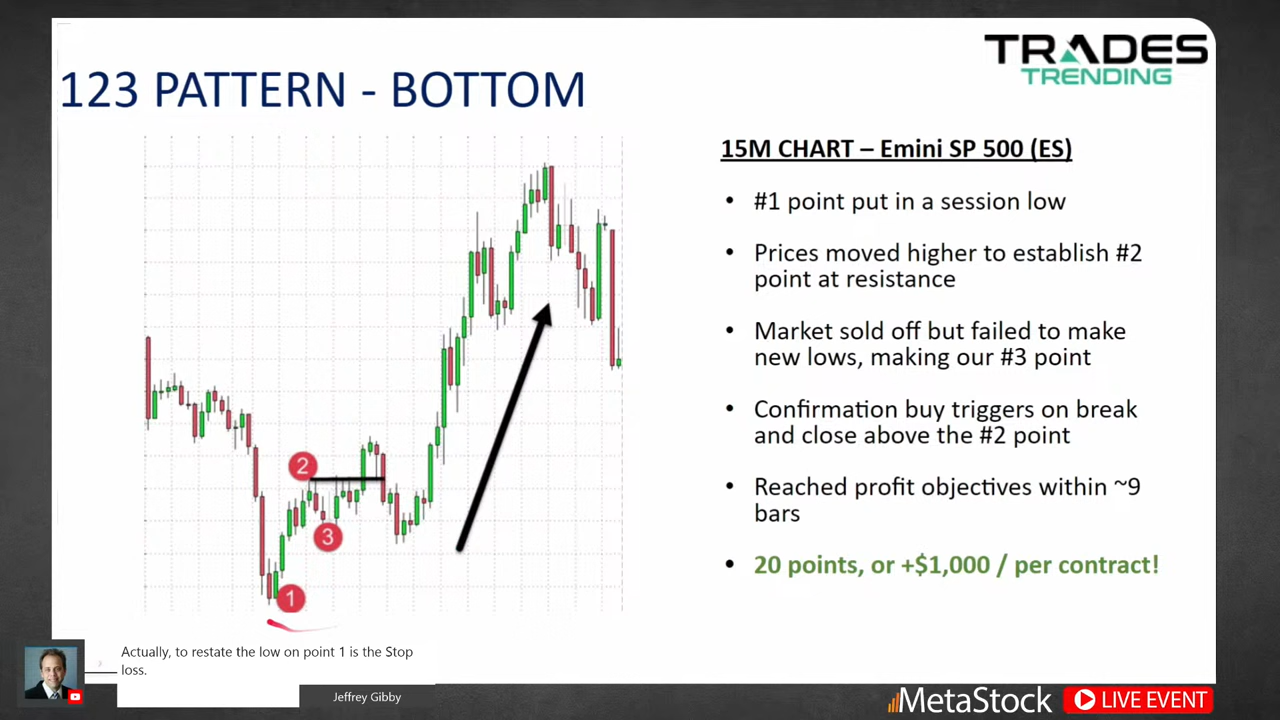 TRADES
TRENDING
123 PATTERN - BOTTOM
15M CHART – Emini SP 500 (ES)
• #1 point put in a session low
• Prices moved higher to establish #2
point at resistance
• Market sold off but failed to make
new lows, making our #3 point
• Confirmation buy triggers on break
and close above the #2 point
• Reached profit objectives within ~9
bars
• 20 points, or +$1,000 / per contract!
2
3
1
Actually, to restate the low on point 1 is the Stop
loss.
Jeffrey Gibby
MetaStock
LIVE EVENT